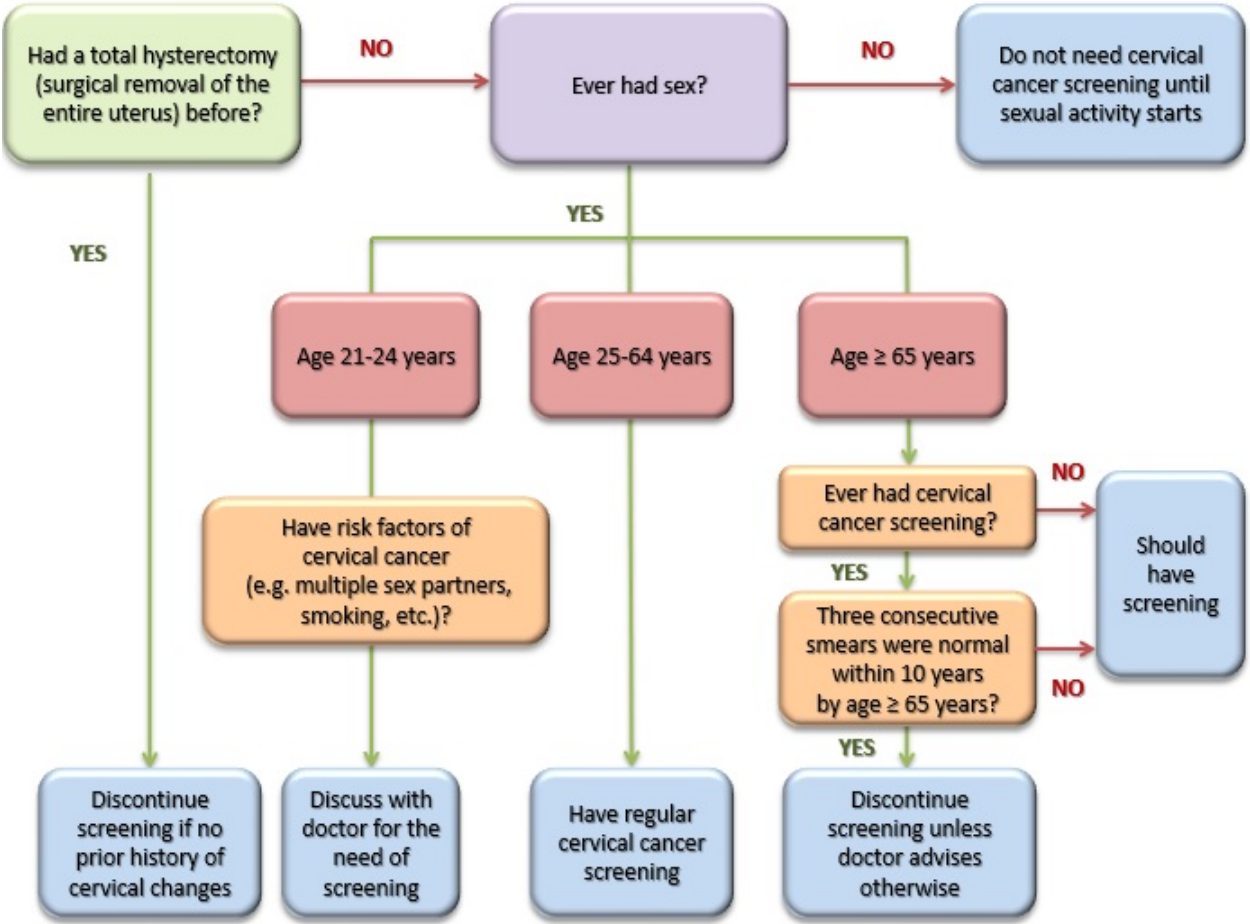 Had a total hysterectomy
(surgical removal of the
entire uterus) before?
NO
Ever had sex?
NO
Do not need cervical
cancer screening until
sexual activity starts
YES
YES
Age 21-24 years
Age 25-64 years
Age ≥ 65 years
Have risk factors of
cervical cancer
(e.g. multiple sex partners,
smoking, etc.)?
Ever had cervical
cancer screening?
NO
Should
have
screening
YES
Three consecutive
smears were normal
within 10 years
by age ≥ 65 years?
NO
YES
Discontinue
screening if no
prior history of
cervical changes
Discuss with
doctor for the
need of
screening
Have regular
cervical cancer
screening
Discontinue
screening unless
doctor advises
otherwise